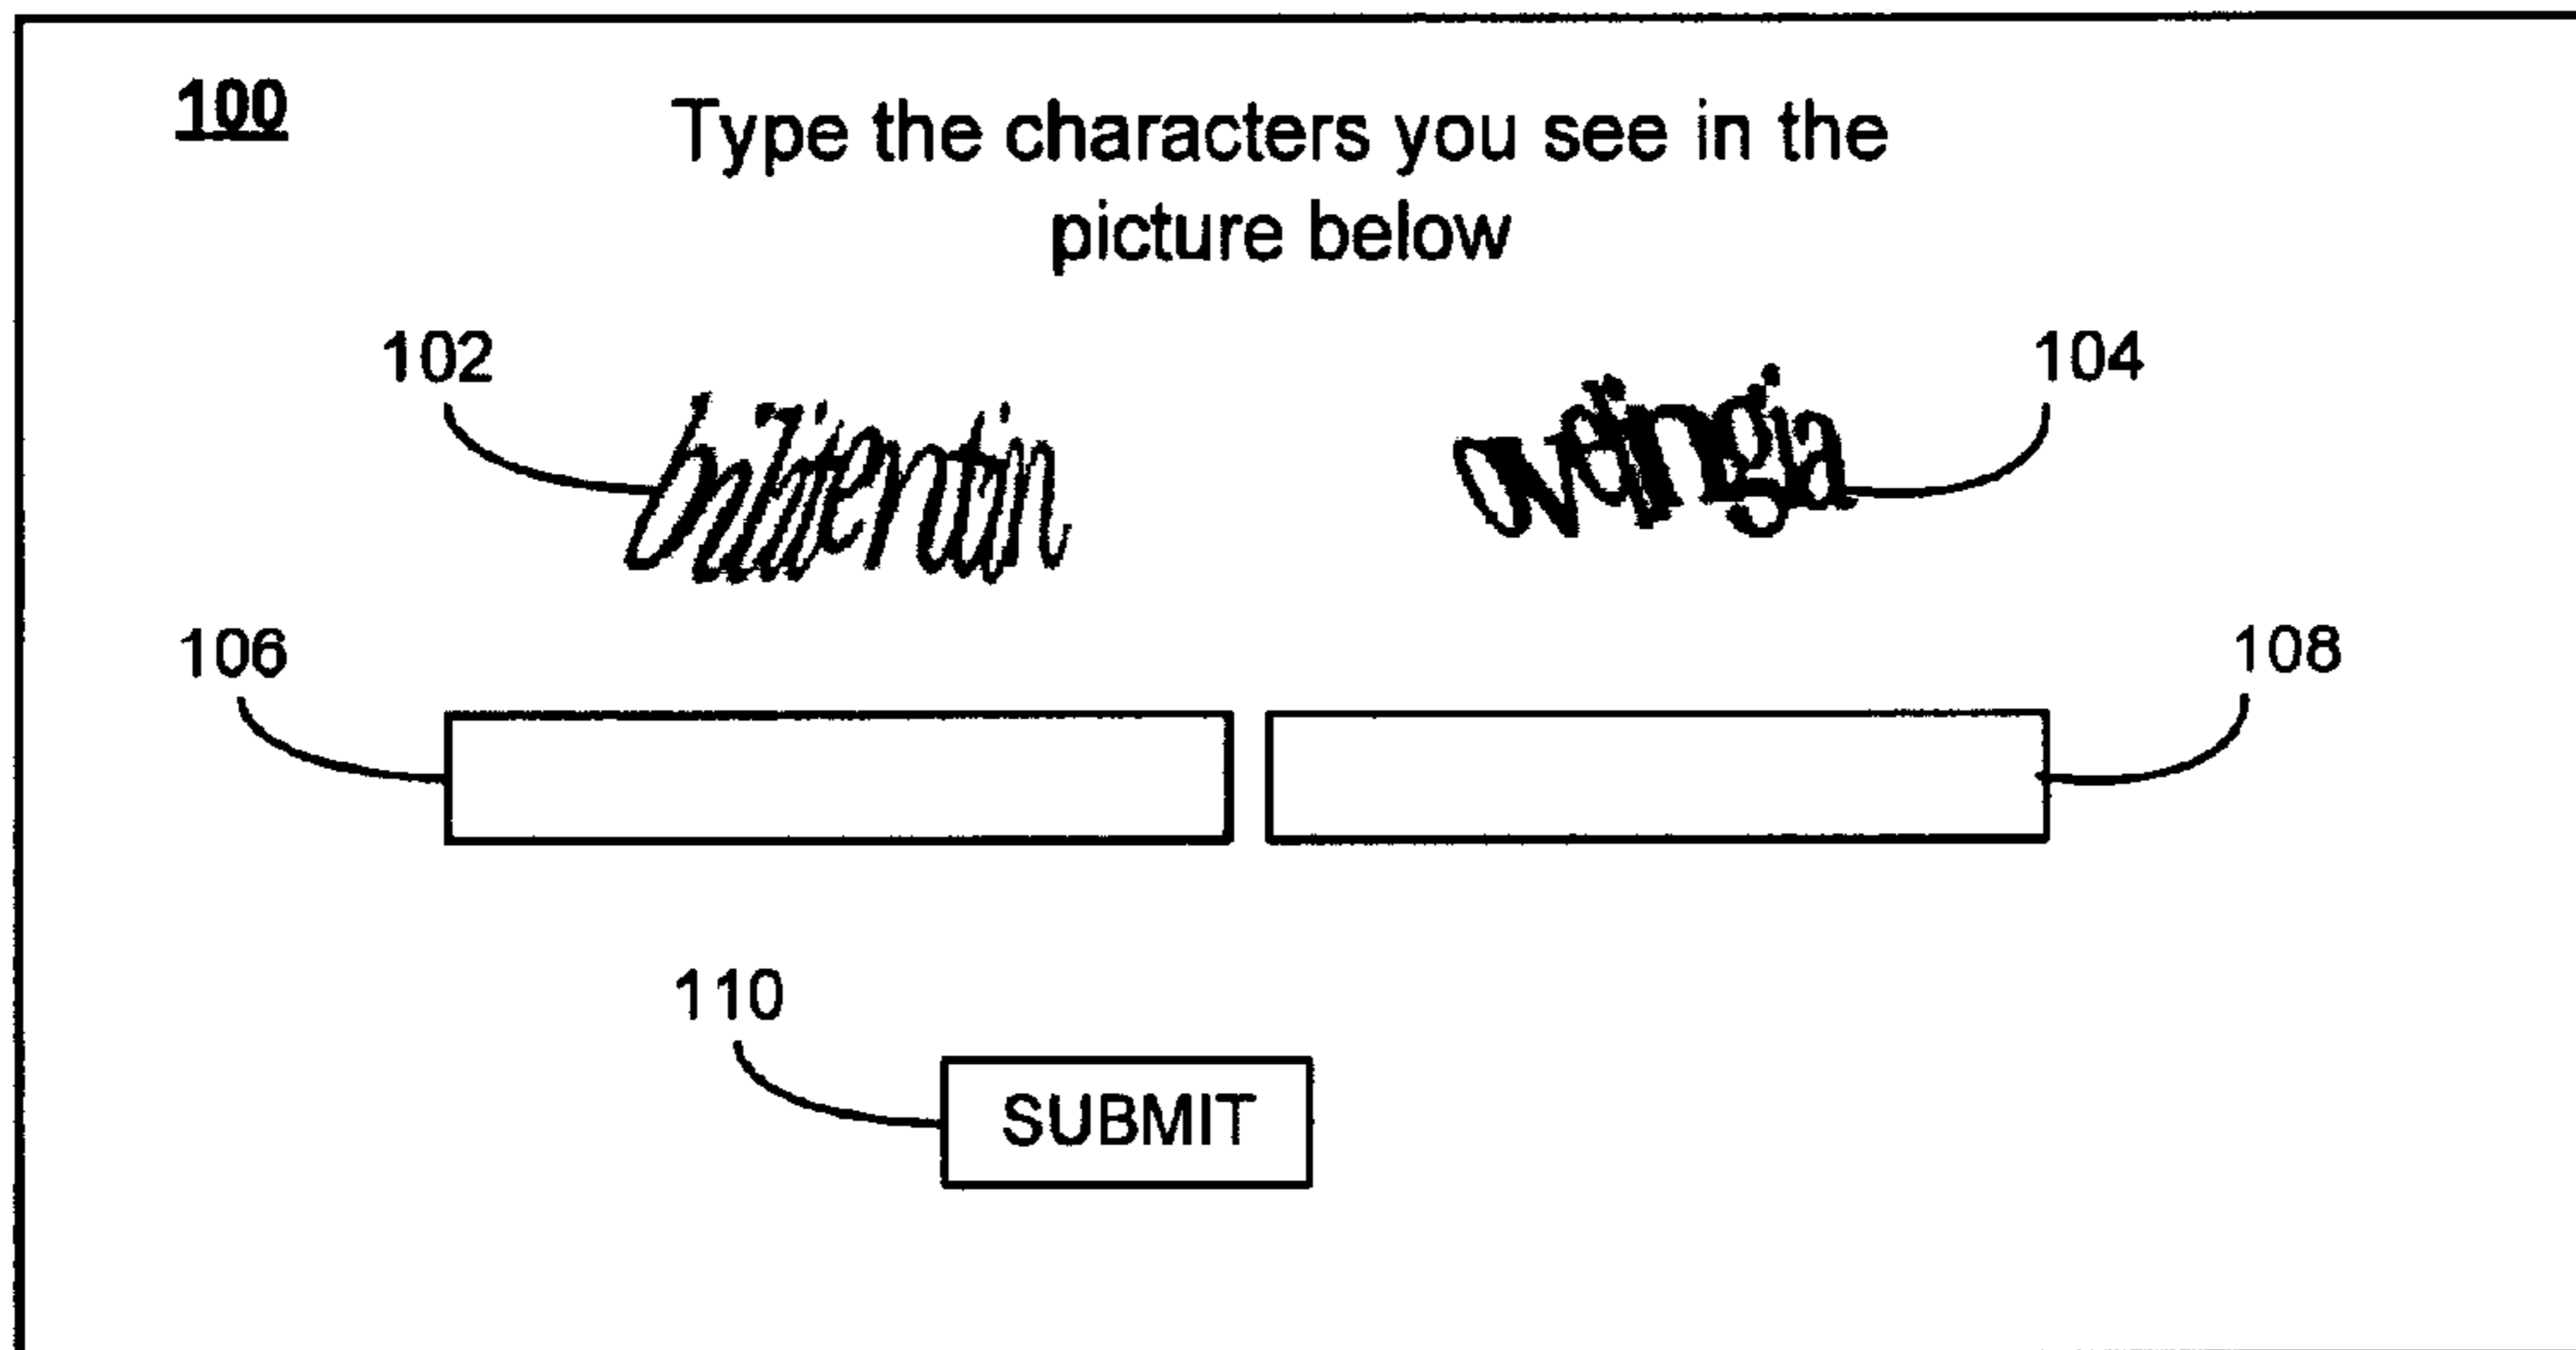 100
Type the characters you see in the
picture below
102
104
106
108
110
SUBMIT